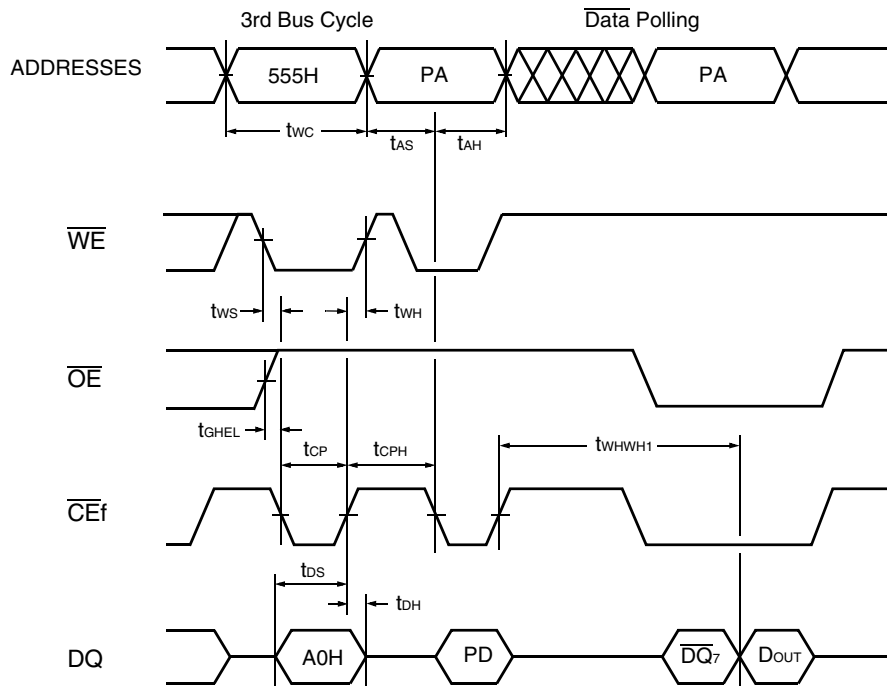 3rd Bus Cycle
Data Polling
ADDRESSES
555H
PA
PA
tWC
tAS
tAH
WE
tWS
tWH
OE
tGHEL
tCP
tCPH
tWHWH1
CEf
tDS
tDH
DQ
A0H
PD
DQ7
DOUT